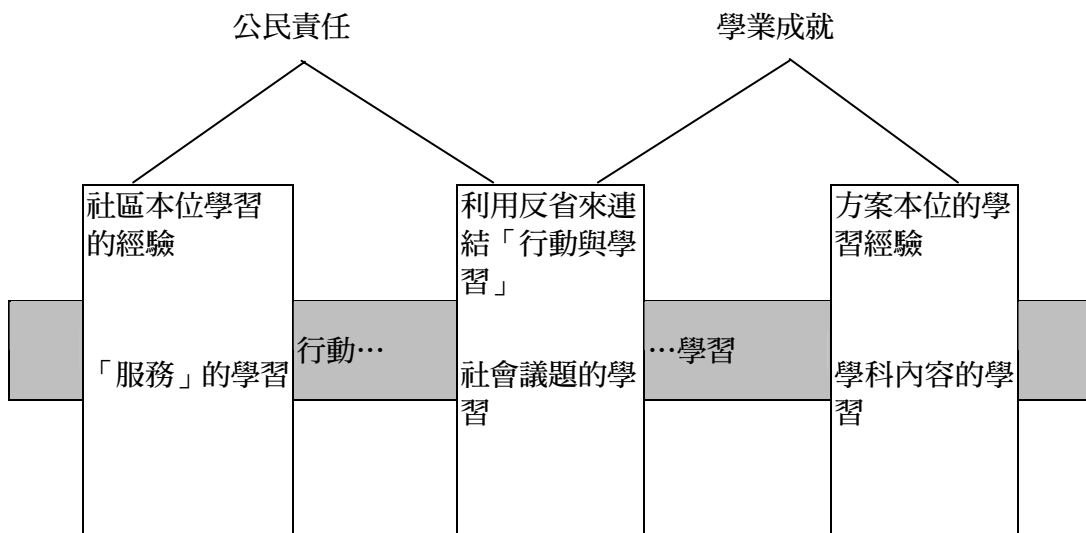 公民責任
學業成就
社區本位學習
的經驗
「服務」的學習
行動…
利用反省來連
結「行動與學
習」
社會議題的學
習
…學習
方案本位的學
習經驗
學科內容的學
習